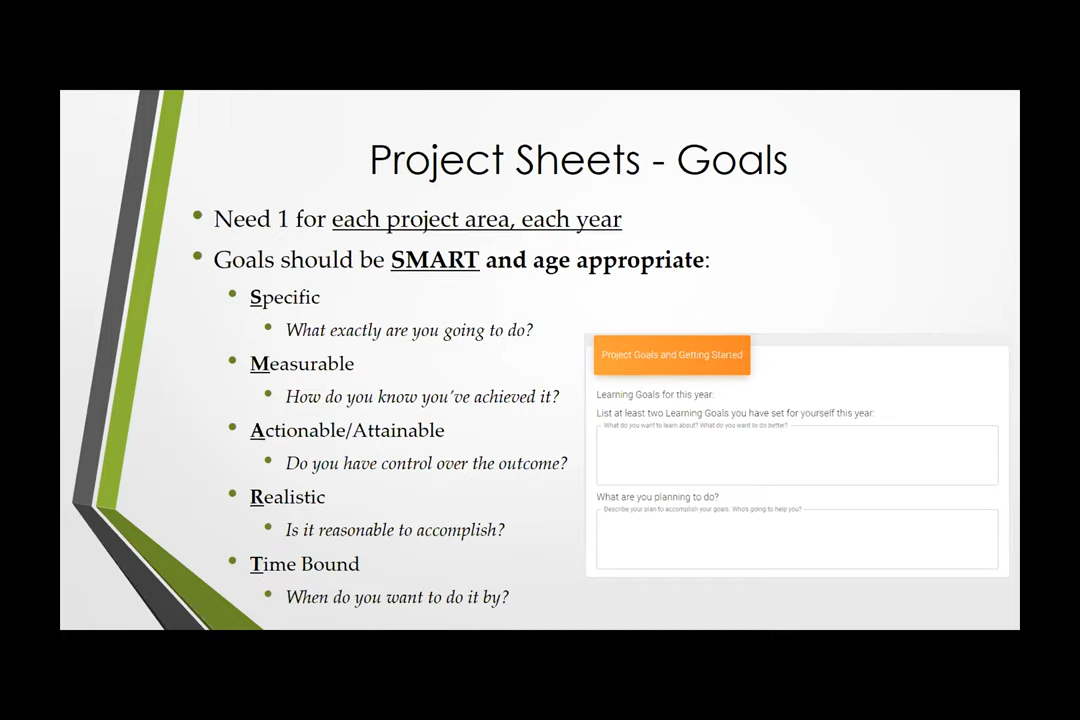 Project Sheets - Goals
Need 1 for each project area, each year
Goals should be SMART and age appropriate:
Specific
What exactly are you going to do?
Measurable
How do you know you've achieved it?
Actionable/Attainable
Do you have control over the outcome?
Realistic
Is it reasonable to accomplish?
Time Bound
When do you want to do it by?
Project Goals and Getting Started
Learning Goals for this year:
List at least two Learning Goals you have set for yourself this year:
What do you want to learn about? What do you want to do better?
What are you planning to do?
Describe your plan to accomplish your goals. Who's going to help you?